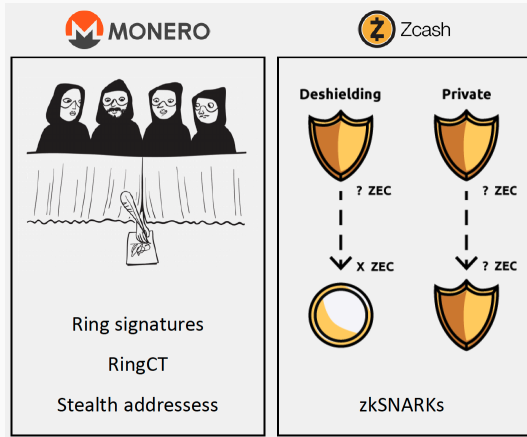 MONERO
Zcash
Deshielding Private
? ZEC ? ZEC
X ZEC ? ZEC
Ring signatures
RingCT
Stealth addressess
zkSNARKs